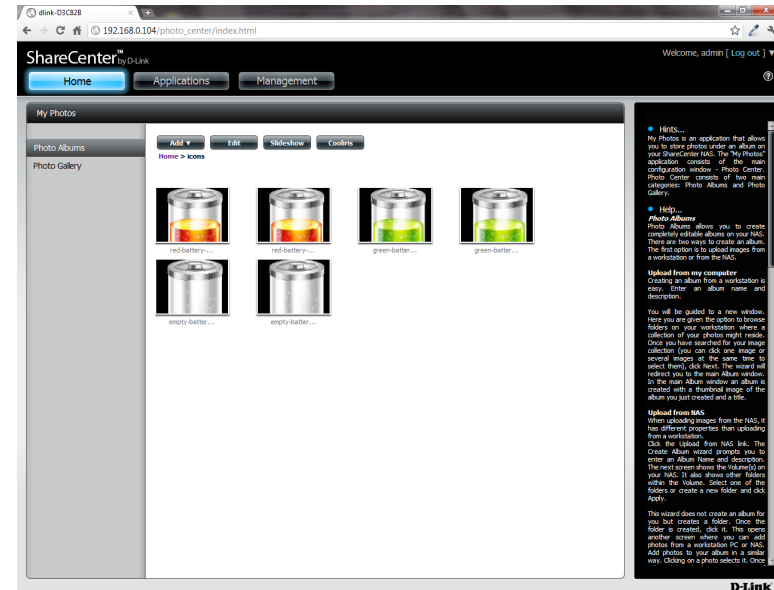 dlink-D3C82B
192.168.0.104/photo_center/index.html
ShareCenter™ by D-Link
Welcome, admin [ Log out ] ▼
Home
Applications
Management
My Photos
Photo Albums
Photo Gallery
Add ▼
Edit
Slideshow
Cooliris
Home > icons
red-battery-...
red-battery-...
green-batter...
green-batter...
empty-batter...
empty-batter...
Hints...
My Photos is an application that allows
you to store photos under an album on
your ShareCenter NAS. The "My Photos"
application consists of the main
configuration window - Photo Center.
Photo Center consists of two main
categories: Photo Albums and Photo
Gallery.
Help...
Photo Albums
Photo Albums allows you to create
completely editable albums on your NAS.
There are two ways to create an album.
The first option is to upload images from
a workstation or from the NAS.
Upload from my computer
Creating an album from a workstation is
easy. Enter an album name and
description.
You will be guided to a new window.
Here you are given the option to browse
folders on your workstation where a
collection of your photos might reside.
Once you have searched for your image
collection (you can click one image or
several images at the same time to
select them), click Next. The wizard will
redirect you to the main Album window.
In the main Album window an album is
created with a thumbnail image of the
album you just created and a title.
Upload from NAS
When uploading images from the NAS, it
has different properties than uploading
from a workstation.
Click the Upload from NAS link. The
Create Album wizard prompts you to
enter an Album Name and description.
The next screen shows the Volume(s) on
your NAS. It also shows other folders
within the Volume. Select one of the
folders or create a new folder and click
Apply.
This wizard does not create an album for
you but creates a folder. Once the
folder is created, click it. This opens
another screen where you can add
photos from a workstation PC or NAS.
Add photos to your album in a similar
way. Clicking on a photo selects it. Once
D-Link